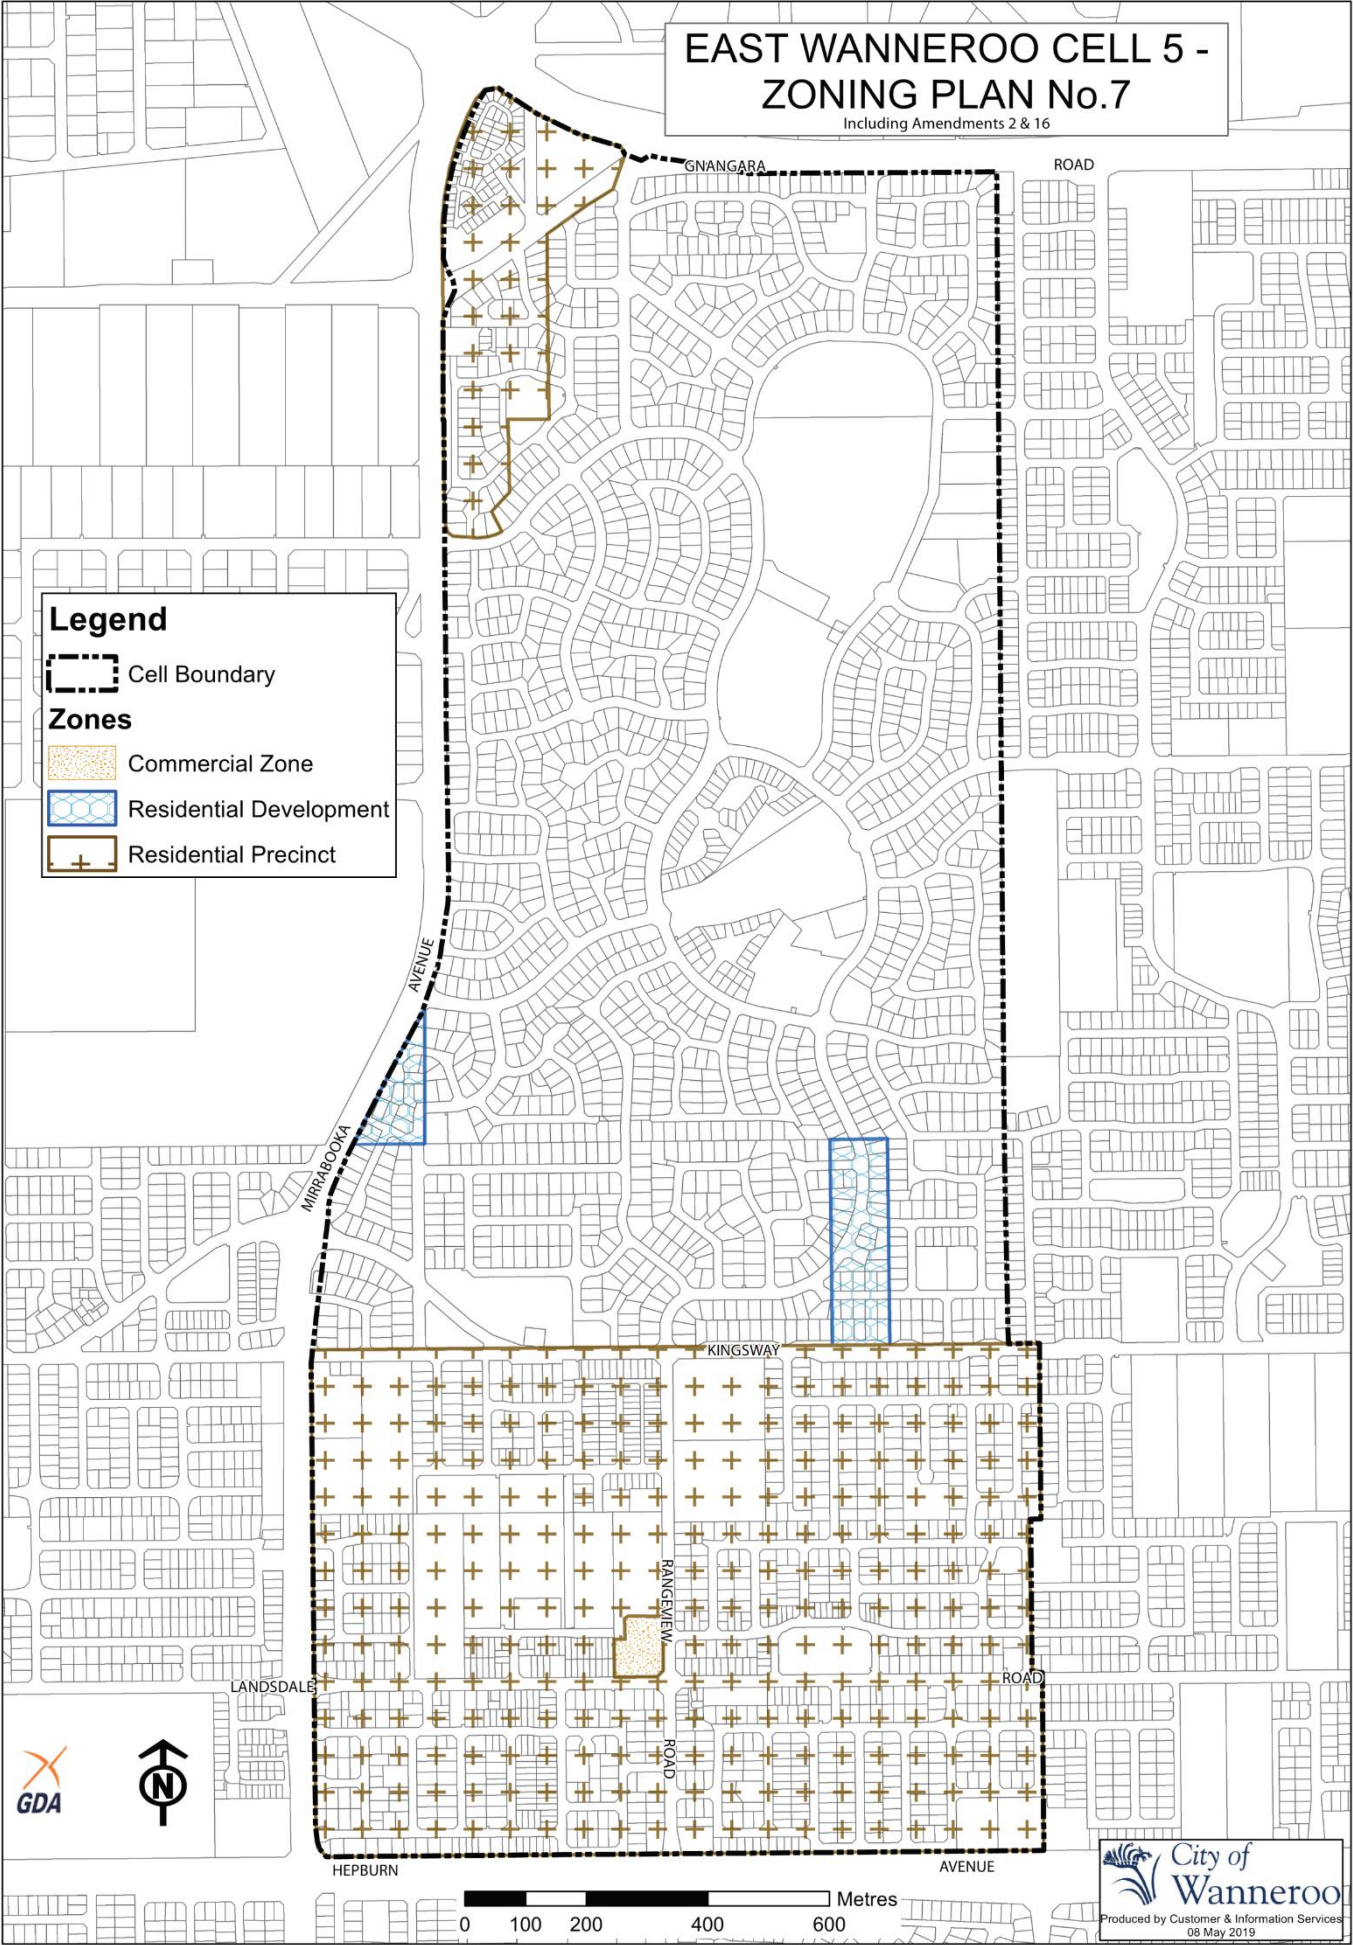 EAST WANNEROO CELL 5 -
ZONING PLAN No.7
Including Amendments 2 & 16
GNANGARA
ROAD
Legend
Cell Boundary
Zones
Commercial Zone
Residential Development
Residential Precinct
AVENUE
MIRRABOOKA
KINGSWAY
RANGEVIEW
LANDSDALE
ROAD
ROAD
GDA
N
HEPBURN
AVENUE
Metres
0 100 200 400 600
City of
Wanneroo
Produced by Customer & Information Services
08 May 2019